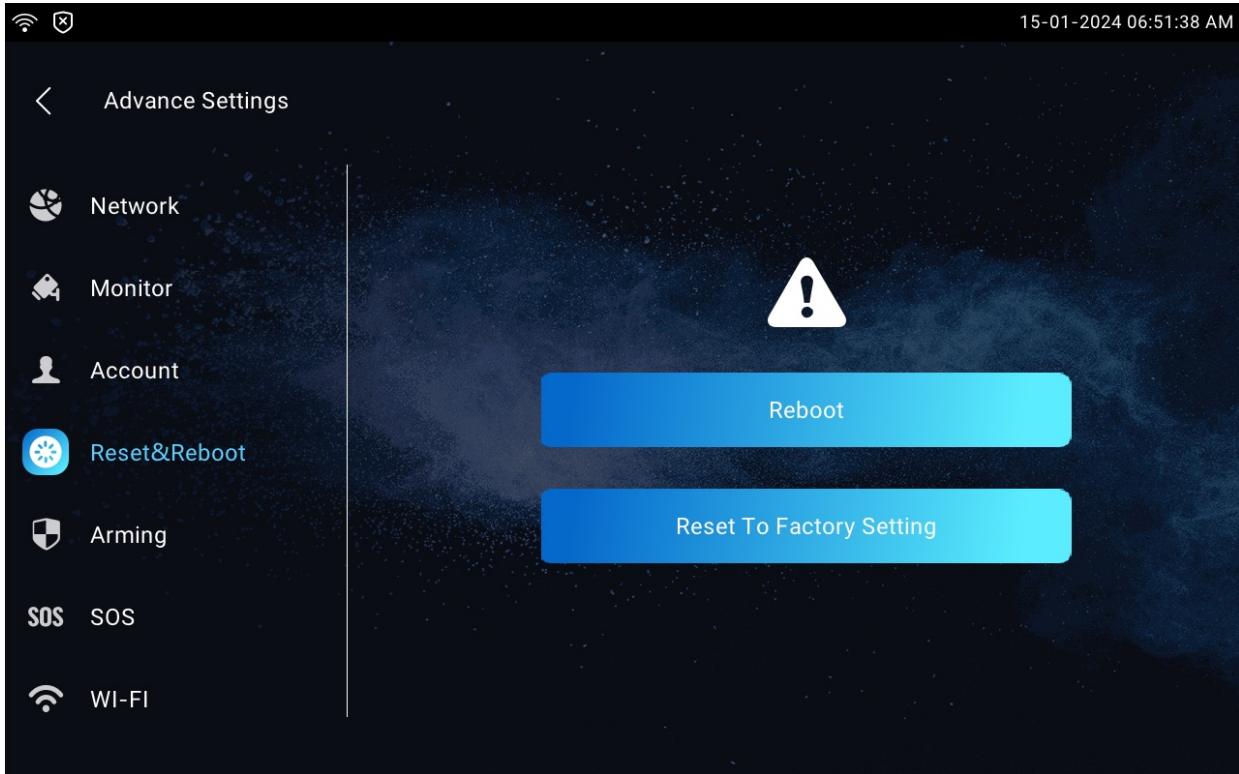 15-01-2024 06:51:38 AM
Advance Settings
Network
Monitor
Account
Reset&Reboot
Arming
SOS SOS
WI-FI
Reboot
Reset To Factory Setting